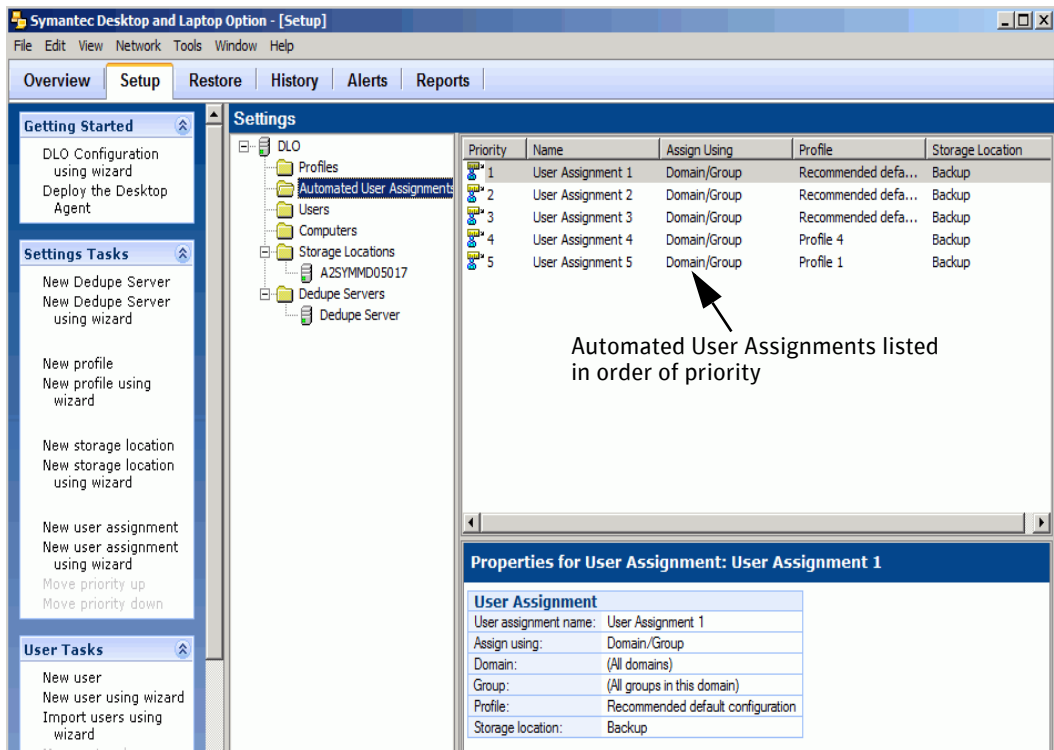 Symantec Desktop and Laptop Option - [Setup]
File Edit View Network Tools Window Help
Overview Setup Restore History Alerts Reports
Getting Started
DLO Configuration
using wizard
Deploy the Desktop
Agent
Settings Tasks
New Dedupe Server
New Dedupe Server
using wizard
New profile
New profile using
wizard
New storage location
New storage location
using wizard
New user assignment
New user assignment
using wizard
Move priority up
Move priority down
User Tasks
New user
New user using wizard
Import users using
wizard
Settings
DLO
Profiles
Automated User Assignments
Users
Computers
Storage Locations
A2SYMMD05017
Dedupe Servers
Dedupe Server
Priority Name Assign Using Profile Storage Location
1 User Assignment 1 Domain/Group Recommended defa... Backup
2 User Assignment 2 Domain/Group Recommended defa... Backup
3 User Assignment 3 Domain/Group Recommended defa... Backup
4 User Assignment 4 Domain/Group Profile 4 Backup
5 User Assignment 5 Domain/Group Profile 1 Backup
Automated User Assignments listed
in order of priority
Properties for User Assignment: User Assignment 1
User Assignment
User assignment name: User Assignment 1
Assign using: Domain/Group
Domain: (All domains)
Group: (All groups in this domain)
Profile: Recommended default configuration
Storage location: Backup